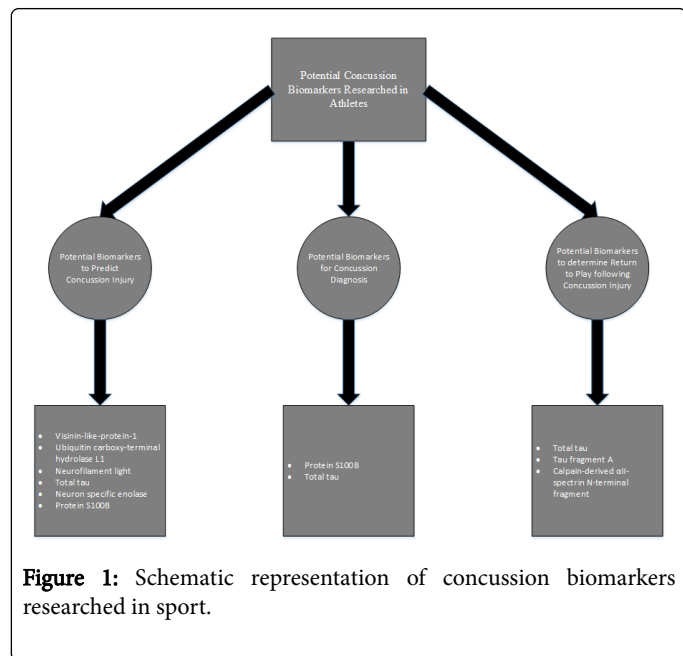 Potential Concussion
Biomarkers Researched in
Athletes
Potential Biomarkers
to Predict
Concussion Injury
Potential Biomarkers
for Concussion
Diagnosis
Potential Biomarkers
to determine Return
to Play following
Concussion Injury
• Visinin-like-protein-1
• Ubiquitin carboxy-terminal
hydrolase L1
• Neurofilament light
• Total tau
• Neuron specific enolase
• Protein S100B
• Protein S100B
• Total tau
• Total tau
• Tau fragment A
• Calpain-derived αII-
spectrin N-terminal
fragment
Figure 1: Schematic representation of concussion biomarkers
researched in sport.